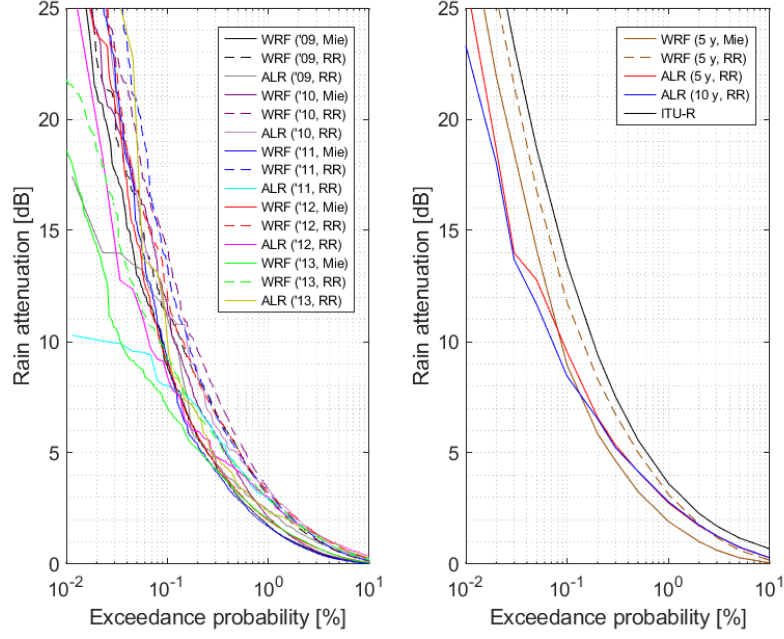 25
20
15
10
5
0
Rain attenuation [dB]
10-2
10-1
100
101
Exceedance probability [%]
WRF ('09, Mie)
WRF ('09, RR)
ALR ('09, RR)
WRF ('10, Mie)
WRF ('10, RR)
ALR ('10, RR)
WRF ('11, Mie)
WRF ('11, RR)
ALR ('11, RR)
WRF ('12, Mie)
WRF ('12, RR)
ALR ('12, RR)
WRF ('13, Mie)
WRF ('13, RR)
ALR ('13, RR)
25
20
15
10
5
0
Rain attenuation [dB]
10-2
10-1
100
101
Exceedance probability [%]
WRF (5 y, Mie)
WRF (5 y, RR)
ALR (5 y, RR)
ALR (10 y, RR)
ITU-R